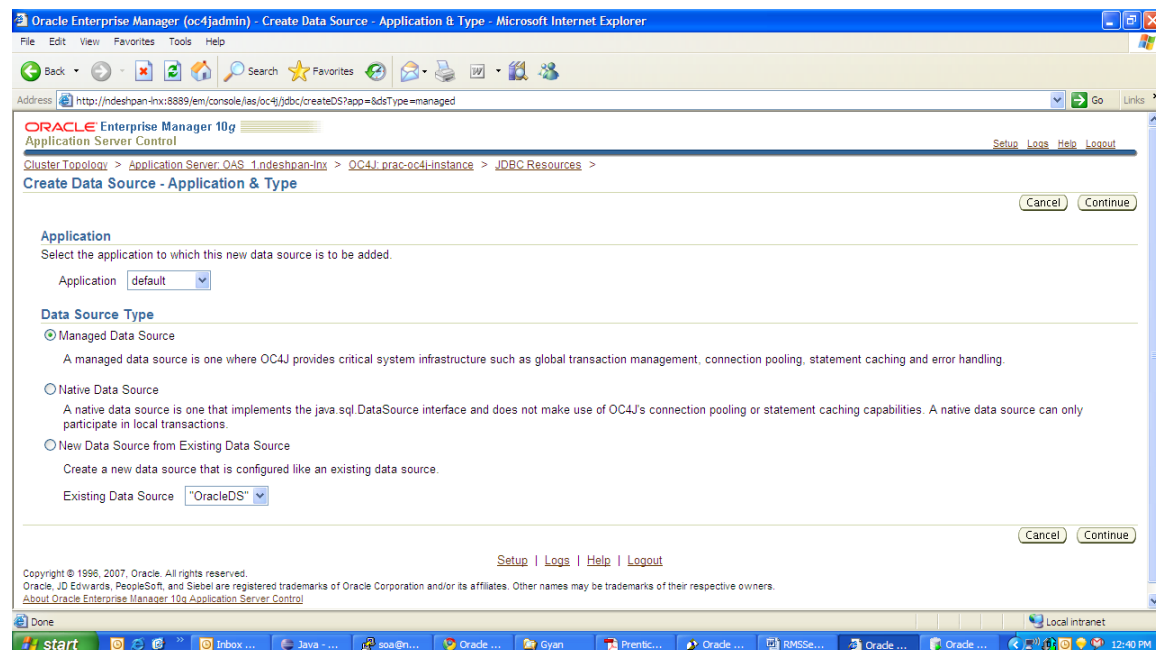 Oracle Enterprise Manager (oc4jadmin) - Create Data Source - Application & Type - Microsoft Internet Explorer
File Edit View Favorites Tools Help
Back Search Favorites
Address http://ndeshpan-lnx:8889/em/console/ias/oc4j/jdbc/createDS?app=&dsType=managed Go Links
ORACLE Enterprise Manager 10g
Application Server Control
Setup Logs Help Logout
Cluster Topology > Application Server: OAS_1.ndeshpan-lnx > OC4J: prac-oc4j-instance > JDBC Resources >
Create Data Source - Application & Type
Cancel Continue
Application
Select the application to which this new data source is to be added.
Application default
Data Source Type
Managed Data Source
A managed data source is one where OC4J provides critical system infrastructure such as global transaction management, connection pooling, statement caching and error handling.
Native Data Source
A native data source is one that implements the java.sql.DataSource interface and does not make use of OC4J's connection pooling or statement caching capabilities. A native data source can only
participate in local transactions.
New Data Source from Existing Data Source
Create a new data source that is configured like an existing data source.
Existing Data Source "OracleDS"
Cancel Continue
Setup | Logs | Help | Logout
Copyright © 1996, 2007, Oracle. All rights reserved.
Oracle, JD Edwards, PeopleSoft, and Siebel are registered trademarks of Oracle Corporation and/or its affiliates. Other names may be trademarks of their respective owners.
About Oracle Enterprise Manager 10g Application Server Control
Done Local intranet
start Inbox ... Java - ... soa@n... Oracle ... Gyan Prentic... Oracle ... RMSSe... Oracle ... Oracle ... 12:40 PM